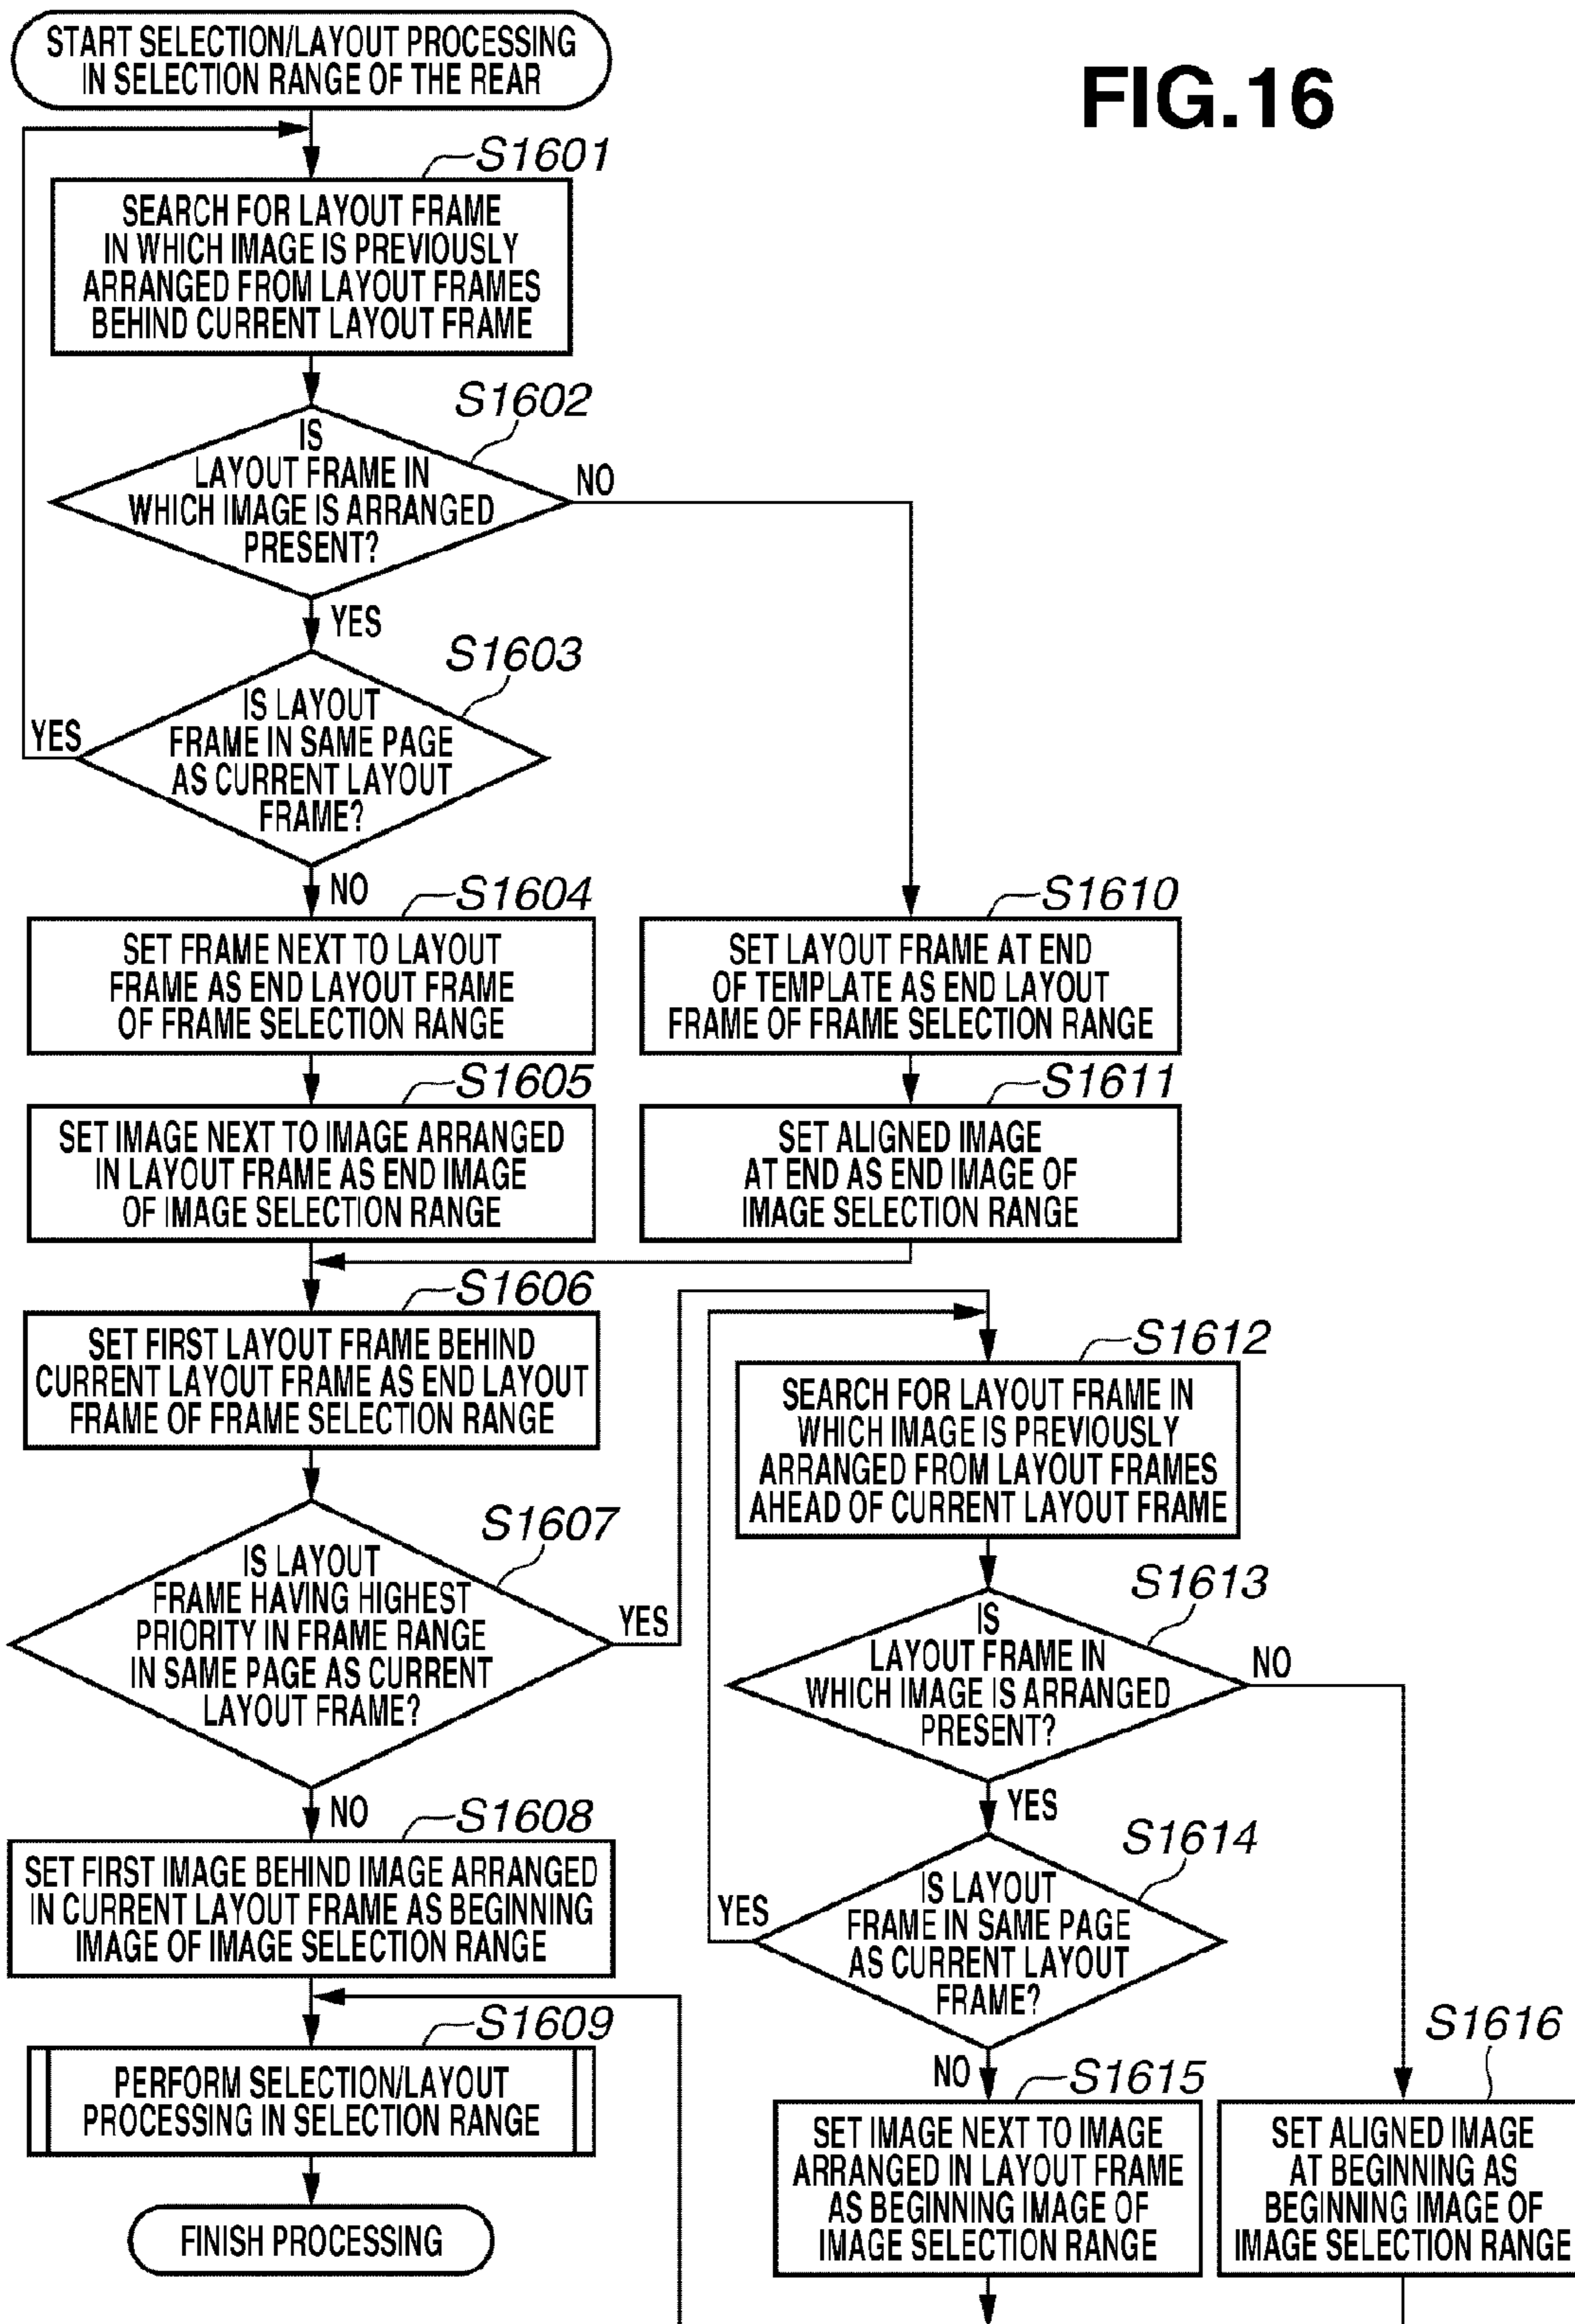 FIG.16
START SELECTION/LAYOUT PROCESSING
IN SELECTION RANGE OF THE REAR
S1601
SEARCH FOR LAYOUT FRAME
IN WHICH IMAGE IS PREVIOUSLY
ARRANGED FROM LAYOUT FRAMES
BEHIND CURRENT LAYOUT FRAME
S1602
IS
LAYOUT FRAME IN
WHICH IMAGE IS ARRANGED
PRESENT?
NO
YES
S1603
IS LAYOUT
FRAME IN SAME PAGE
AS CURRENT LAYOUT
FRAME?
YES
NO
S1604
SET FRAME NEXT TO LAYOUT
FRAME AS END LAYOUT FRAME
OF FRAME SELECTION RANGE
S1610
SET LAYOUT FRAME AT END
OF TEMPLATE AS END LAYOUT
FRAME OF FRAME SELECTION RANGE
S1605
SET IMAGE NEXT TO IMAGE ARRANGED
IN LAYOUT FRAME AS END IMAGE
OF IMAGE SELECTION RANGE
S1611
SET ALIGNED IMAGE
AT END AS END IMAGE OF
IMAGE SELECTION RANGE
S1606
SET FIRST LAYOUT FRAME BEHIND
CURRENT LAYOUT FRAME AS END LAYOUT
FRAME OF FRAME SELECTION RANGE
S1607
IS LAYOUT
FRAME HAVING HIGHEST
PRIORITY IN FRAME RANGE
IN SAME PAGE AS CURRENT
LAYOUT FRAME?
YES
NO
S1608
SET FIRST IMAGE BEHIND IMAGE ARRANGED
IN CURRENT LAYOUT FRAME AS BEGINNING
IMAGE OF IMAGE SELECTION RANGE
S1609
PERFORM SELECTION/LAYOUT
PROCESSING IN SELECTION RANGE
FINISH PROCESSING
S1612
SEARCH FOR LAYOUT FRAME IN
WHICH IMAGE IS PREVIOUSLY
ARRANGED FROM LAYOUT FRAMES
AHEAD OF CURRENT LAYOUT FRAME
S1613
IS
LAYOUT FRAME IN
WHICH IMAGE IS ARRANGED
PRESENT?
NO
YES
S1614
IS LAYOUT
FRAME IN SAME PAGE
AS CURRENT LAYOUT
FRAME?
YES
NO
S1615
SET IMAGE NEXT TO IMAGE
ARRANGED IN LAYOUT FRAME
AS BEGINNING IMAGE OF
IMAGE SELECTION RANGE
S1616
SET ALIGNED IMAGE
AT BEGINNING AS
BEGINNING IMAGE OF
IMAGE SELECTION RANGE